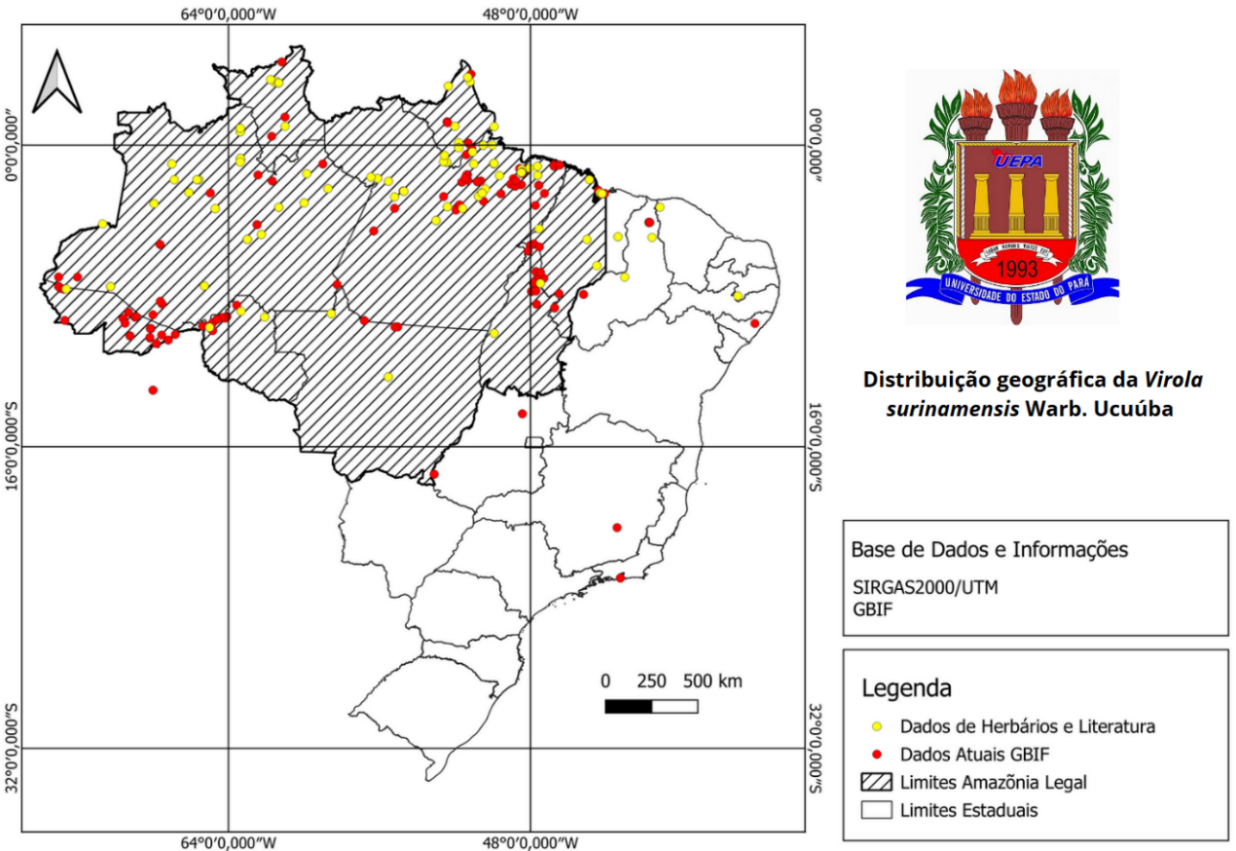 64°0'0,000"W
48°0'0,000"W
0°0'0,000"
0°0'0,000"
16°0'0,000"S
16°0'0,000"S
32°0'0,000"S
32°0'0,000"S
64°0'0,000"W
48°0'0,000"W
0 250 500 km
UEPA
1993
UNIVERSIDADE DO ESTADO DO PARÁ
Distribuição geográfica da Virola
surinamensis Warb. Ucuúba
Base de Dados e Informações
SIRGAS2000/UTM
GBIF
Legenda
Dados de Herbários e Literatura
Dados Atuais GBIF
Limites Amazõnia Legal
Limites Estaduais